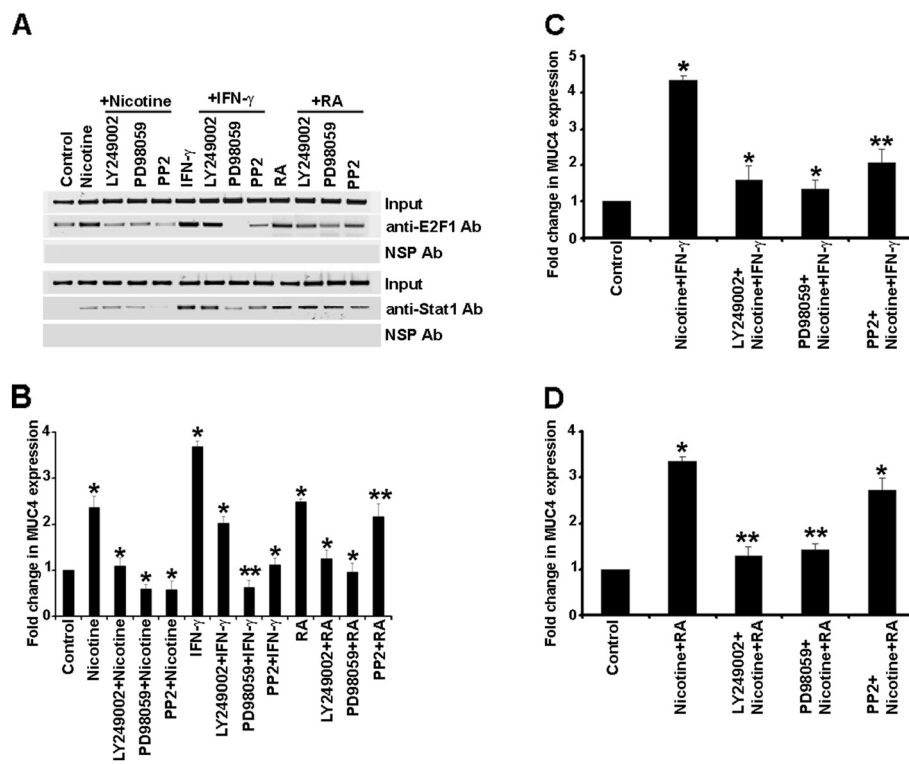 A
+Nicotine
+IFN-γ
+RA
Control
Nicotine
LY249002
PD98059
PP2
IFN-γ
LY249002
PD98059
PP2
RA
LY249002
PD98059
PP2
Input
anti-E2F1 Ab
NSP Ab
Input
anti-Stat1 Ab
NSP Ab
B
Fold change in MUC4 expression
4
3
2
1
0
*
*
*
*
*
*
**
*
*
*
*
**
Control
Nicotine
LY249002+Nicotine
PD98059+Nicotine
PP2+Nicotine
IFN-γ
LY249002+IFN-γ
PD98059+IFN-γ
PP2+IFN-γ
RA
LY249002+RA
PD98059+RA
PP2+RA
C
Fold change in MUC4 expression
5
4
2
1
0
*
*
*
**
Control
Nicotine+IFN-γ
LY249002+
Nicotine+IFN-γ
PD98059+
Nicotine+IFN-γ
PP2+
Nicotine+IFN-γ
D
Fold change in MUC4 expression
4
3
2
1
0
*
**
**
*
Control
Nicotine+RA
LY249002+
Nicotine+RA
PD98059+
Nicotine+RA
PP2+
Nicotine+RA